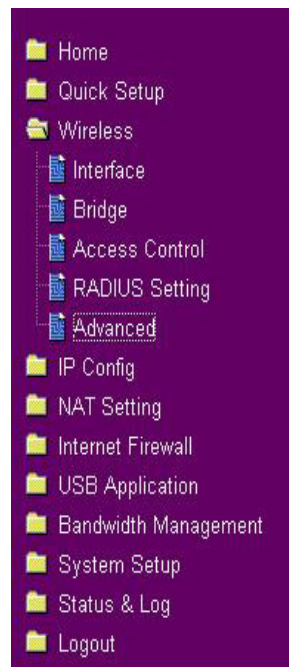 Home
Quick Setup
Wireless
Interface
Bridge
Access Control
RADIUS Setting
Advanced
IP Config
NAT Setting
Internet Firewall
USB Application
Bandwidth Management
System Setup
Status & Log
Logout